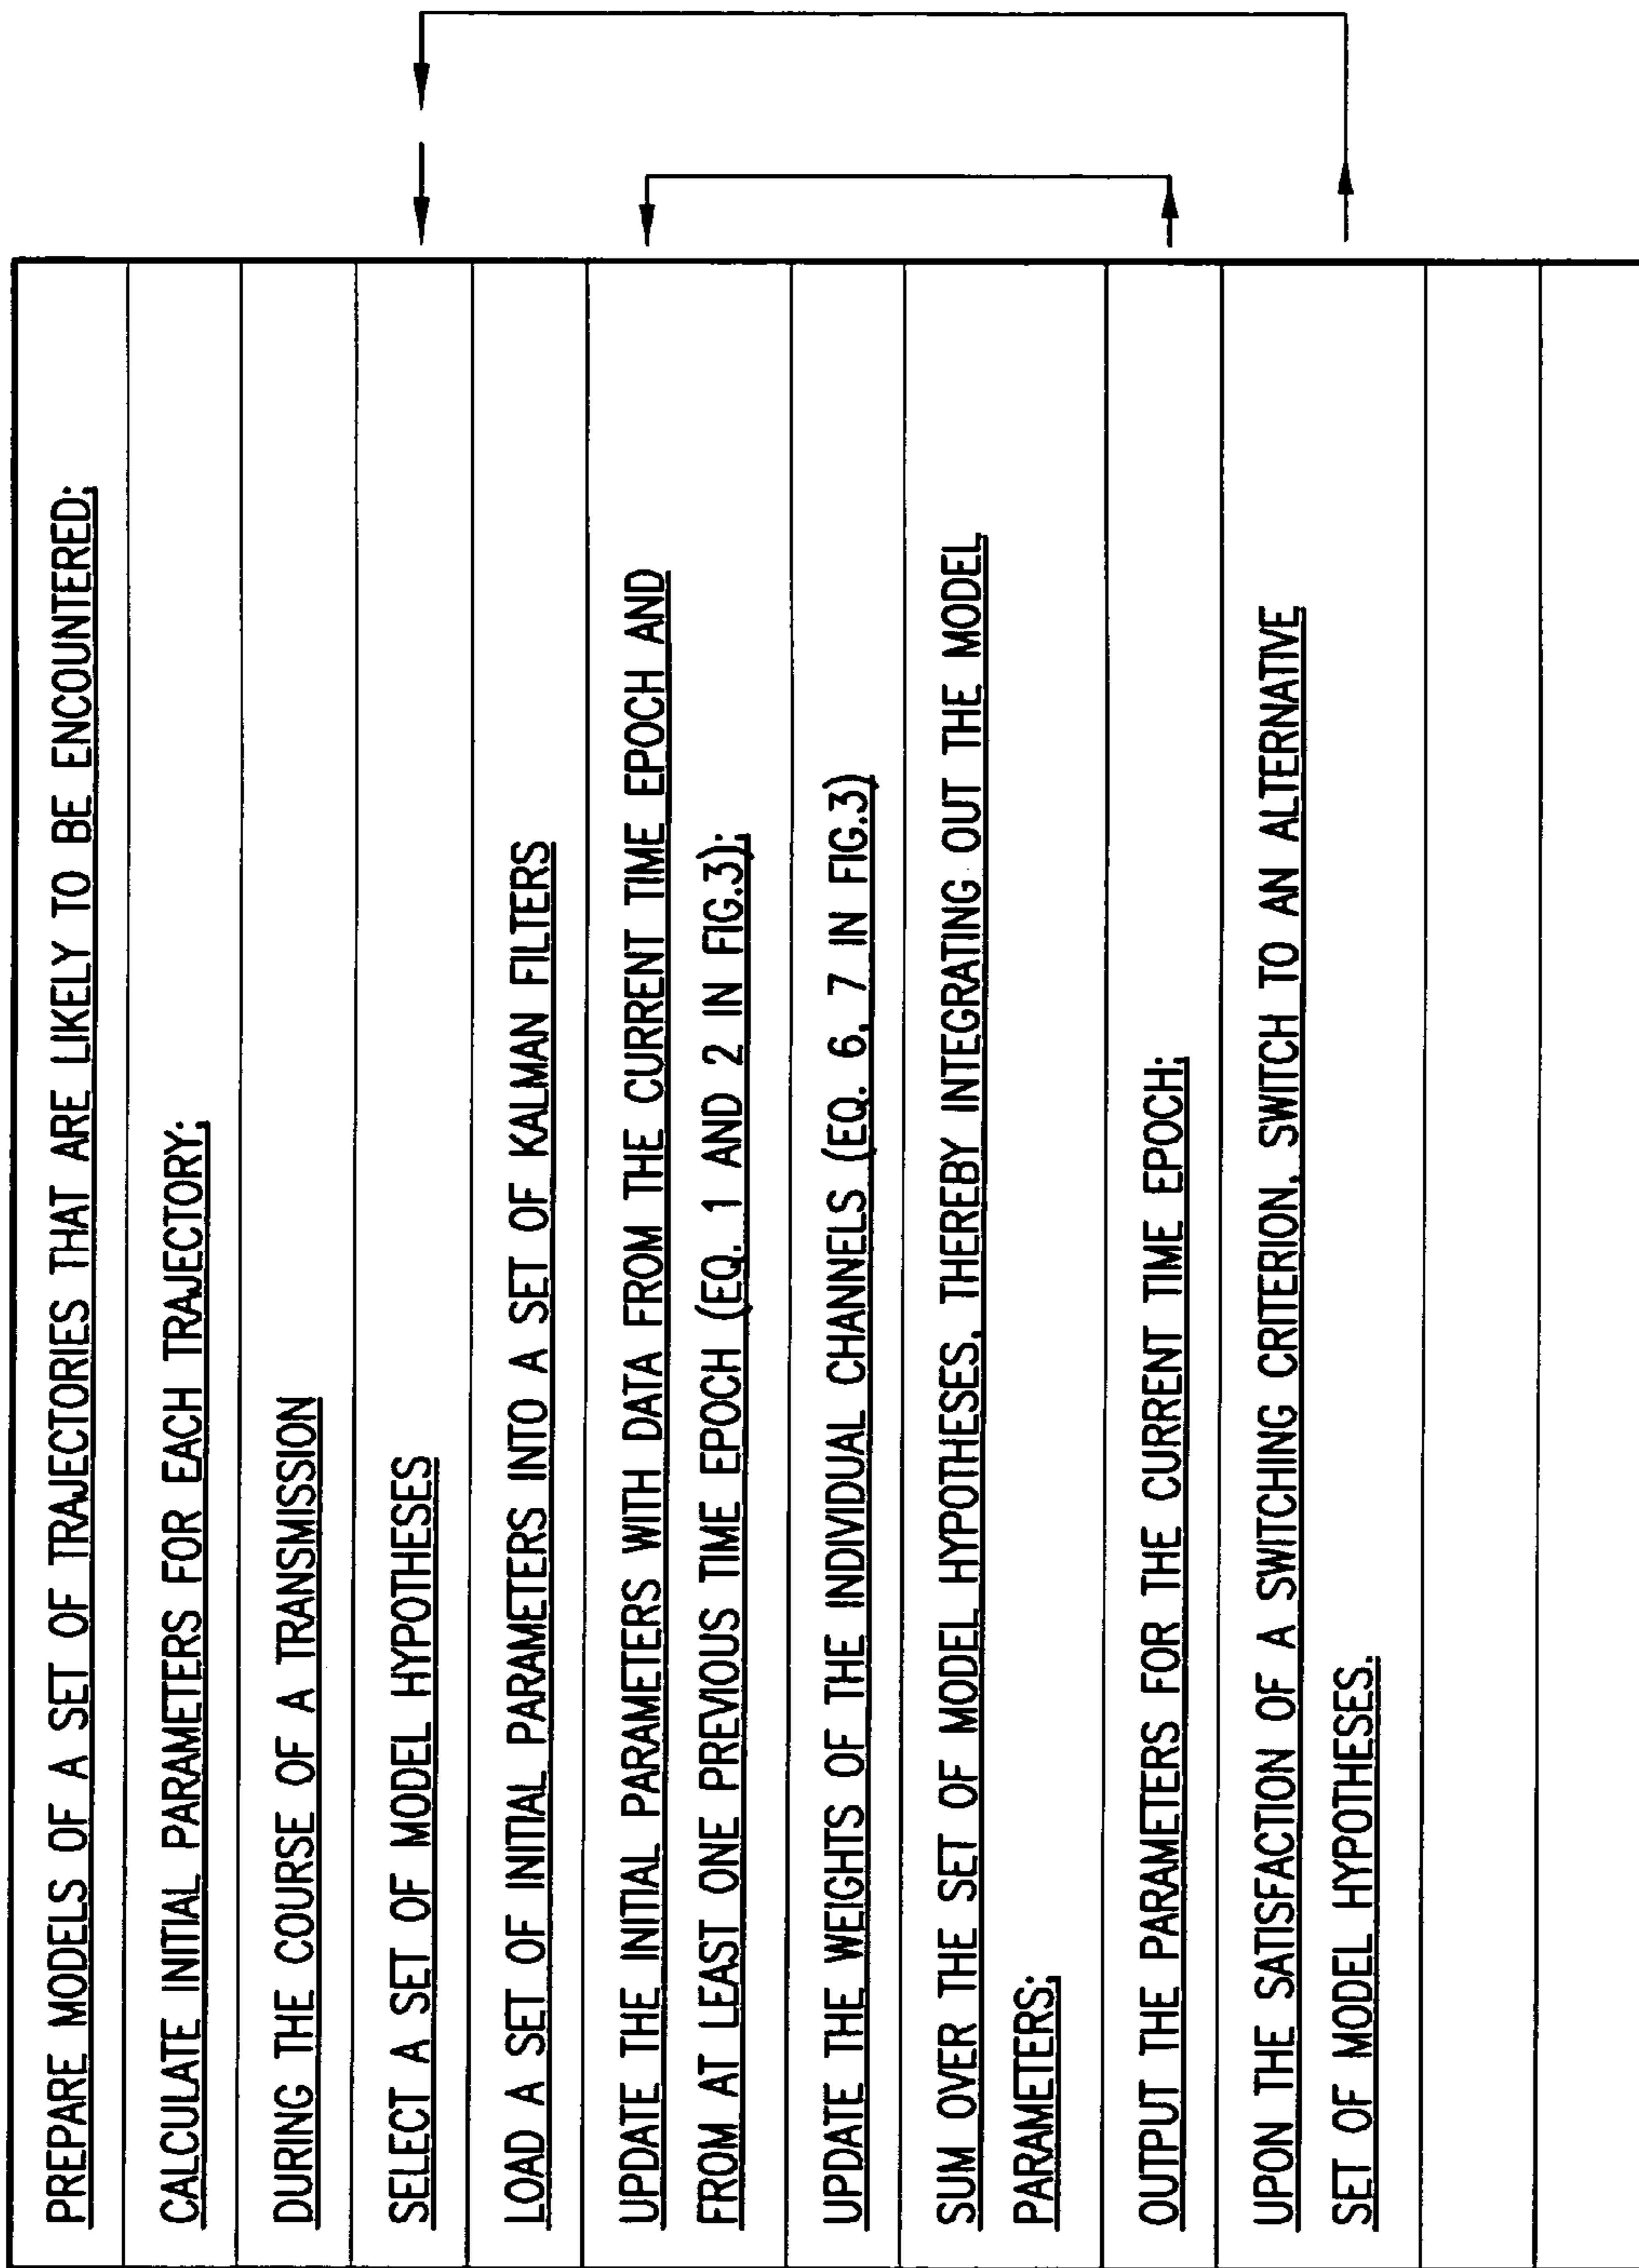 PREPARE MODELS OF A SET OF TRAJECTORIES THAT ARE LIKELY TO BE ENCOUNTERED;
CALCULATE INITIAL PARAMETERS FOR EACH TRAJECTORY;
DURING THE COURSE OF A TRANSMISSION
SELECT A SET OF MODEL HYPOTHESES
LOAD A SET OF INITIAL PARAMETERS INTO A SET OF KALMAN FILTERS
UPDATE THE INITIAL PARAMETERS WITH DATA FROM THE CURRENT TIME EPOCH AND
FROM AT LEAST ONE PREVIOUS TIME EPOCH (EQ. 1 AND 2 IN FIG.3);
UPDATE THE WEIGHTS OF THE INDIVIDUAL CHANNELS (EQ. 6, 7 IN FIG.3)
SUM OVER THE SET OF MODEL HYPOTHESES, THEREBY INTEGRATING OUT THE MODEL
PARAMETERS;
OUTPUT THE PARAMETERS FOR THE CURRENT TIME EPOCH;
UPON THE SATISFACTION OF A SWITCHING CRITERION, SWITCH TO AN ALTERNATIVE
SET OF MODEL HYPOTHESES.